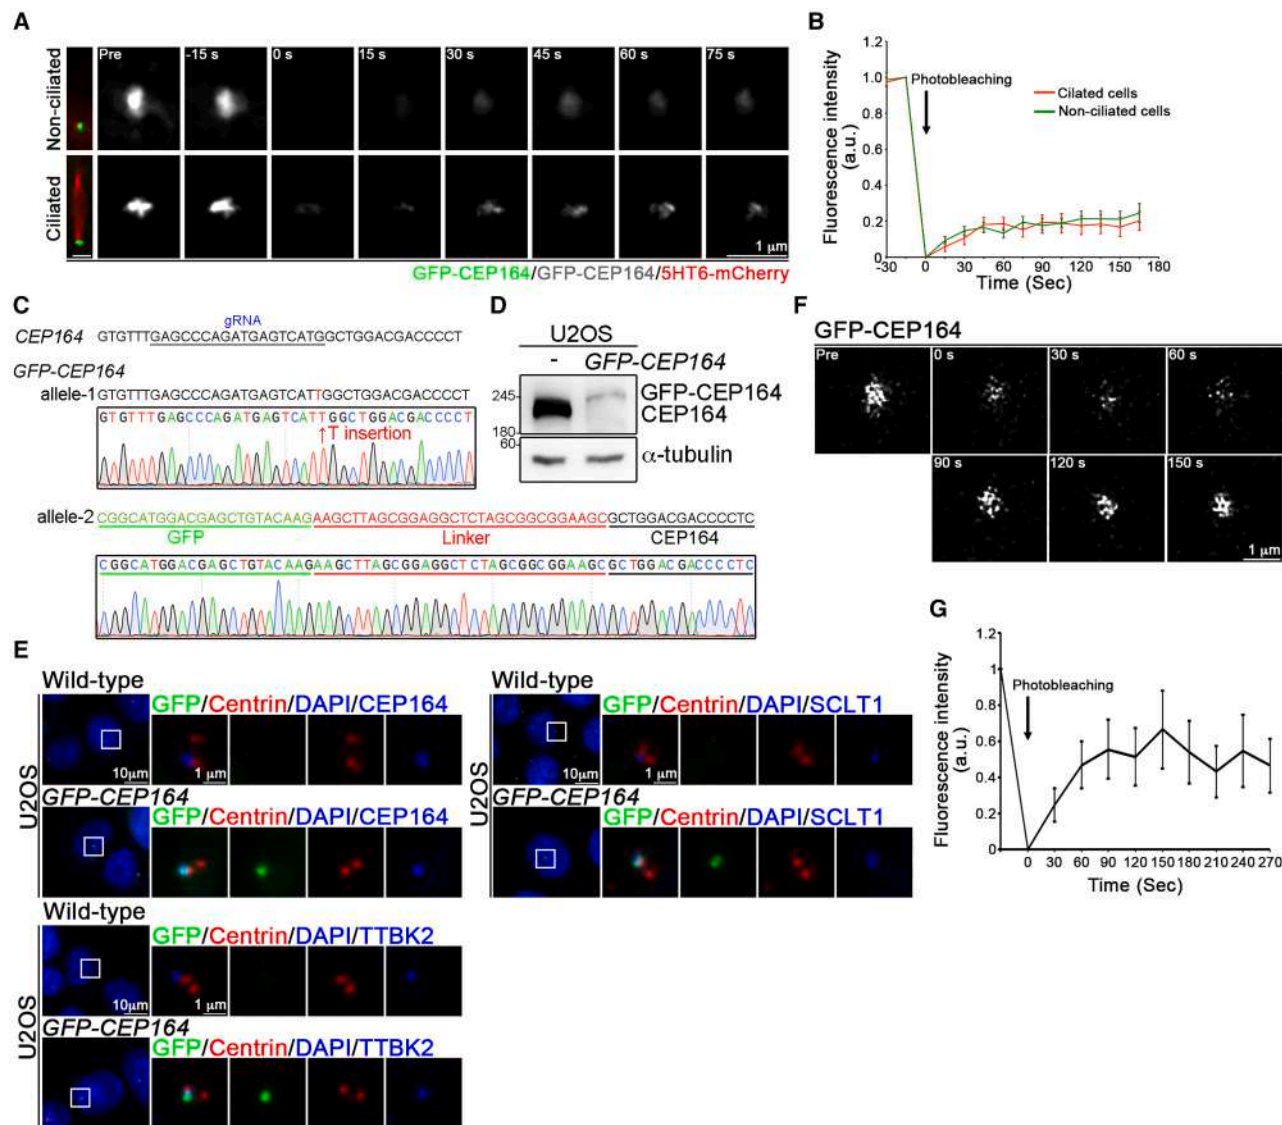 A
Non-ciliated
Pre
-15 s
0 s
15 s
30 s
45 s
60 s
75 s
Ciliated
1 μm
GFP-CEP164/GFP-CEP164/5HT6-mCherry
B
Fluorescence intensity
(a.u.)
1.2
1.0
0.8
0.6
0.4
0.2
0
Photobleaching
Cilated cells
Non-ciliated cells
-30 0 30 60 90 120 150 180
Time (Sec)
C
gRNA
CEP164 GTGTTTGAGCCCAGATGAGTCATGGCTGGACGACCCCT
GFP-CEP164
allele-1 GTGTTTGAGCCCAGATGAGTCATTGGCTGGACGACCCCT
GTGTTTGAGCCCAGATGAGTCATTGGCTGGACGACCCCT
↑T insertion
allele-2 CGGCATGGACGAGCTGTACAAGAAGCTTAGCGGAGGCTCTAGCGGCGGAAGCGCTGGACGACCCCTC
GFP Linker CEP164
CGGCATGGACGAGCTGTACAAGAAGCTTAGCGGAGGCTCTAGCGGCGGAAGCGCTGGACGACCCCTC
D
U2OS
- GFP-CEP164
245
180
60
GFP-CEP164
CEP164
α-tubulin
E
Wild-type
GFP/Centrin/DAPI/CEP164
10μm
1 μm
U2OS
GFP-CEP164
GFP/Centrin/DAPI/CEP164
Wild-type
GFP/Centrin/DAPI/SCLT1
10μm
1 μm
U2OS
GFP-CEP164
GFP/Centrin/DAPI/SCLT1
Wild-type
GFP/Centrin/DAPI/TTBK2
10μm
1 μm
U2OS
GFP-CEP164
GFP/Centrin/DAPI/TTBK2
F
GFP-CEP164
Pre
0 s
30 s
60 s
90 s
120 s
150 s
1 μm
G
Fluorescence intensity
(a.u.)
1.2
1
0.8
0.6
0.4
0.2
0
Photobleaching
0 30 60 90 120 150 180 210 240 270
Time (Sec)